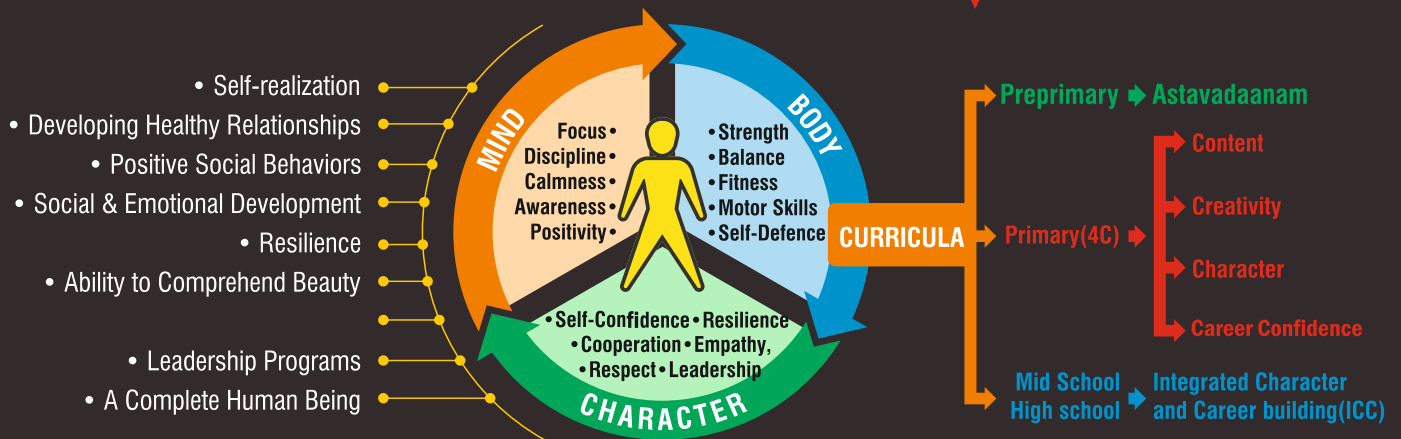 • Self-realization
• Developing Healthy Relationships
• Positive Social Behaviors
• Social & Emotional Development
• Resilience
• Ability to Comprehend Beauty
• Leadership Programs
• A Complete Human Being
MIND
Focus •
Discipline •
Calmness •
Awareness •
Positivity •
BODY
• Strength
• Balance
• Fitness
• Motor Skills
• Self-Defence
• Self-Confidence • Resilience
• Cooperation • Empathy,
• Respect • Leadership
CHARACTER
CURRICULA
Preprimary
Astavadaanam
Primary(4C)
Content
Creativity
Character
Career Confidence
Mid School
High school
Integrated Character
and Career building(ICC)